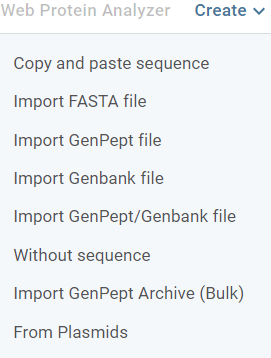 Web Protein Analyzer Create
Copy and paste sequence
Import FASTA file
Import GenPept file
Import Genbank file
Import GenPept/Genbank file
Without sequence
Import GenPept Archive (Bulk)
From Plasmids